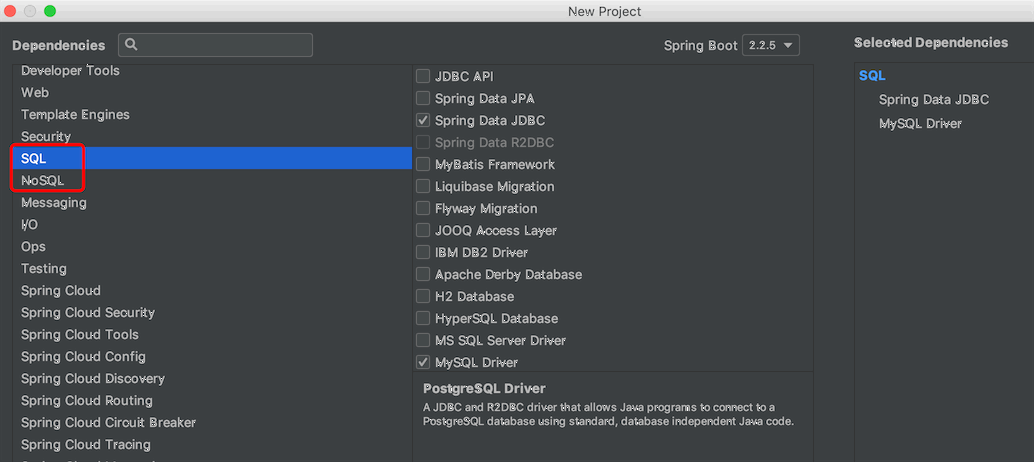 New Project
Dependencies
Spring Boot 2.2.5
Selected Dependencies
Developer Tools
Web
Template Engines
Security
SQL
NoSQL
Messaging
I/O
Ops
Testing
Spring Cloud
Spring Cloud Security
Spring Cloud Tools
Spring Cloud Config
Spring Cloud Discovery
Spring Cloud Routing
Spring Cloud Circuit Breaker
Spring Cloud Tracing
JDBC API
Spring Data JPA
Spring Data JDBC
Spring Data R2DBC
MyBatis Framework
Liquibase Migration
Flyway Migration
JOOQ Access Layer
IBM DB2 Driver
Apache Derby Database
H2 Database
HyperSQL Database
MS SQL Server Driver
MySQL Driver
PostgreSQL Driver
A JDBC and R2DBC driver that allows Java programs to connect to a
PostgreSQL database using standard, database independent Java code.
SQL
Spring Data JDBC
MySQL Driver